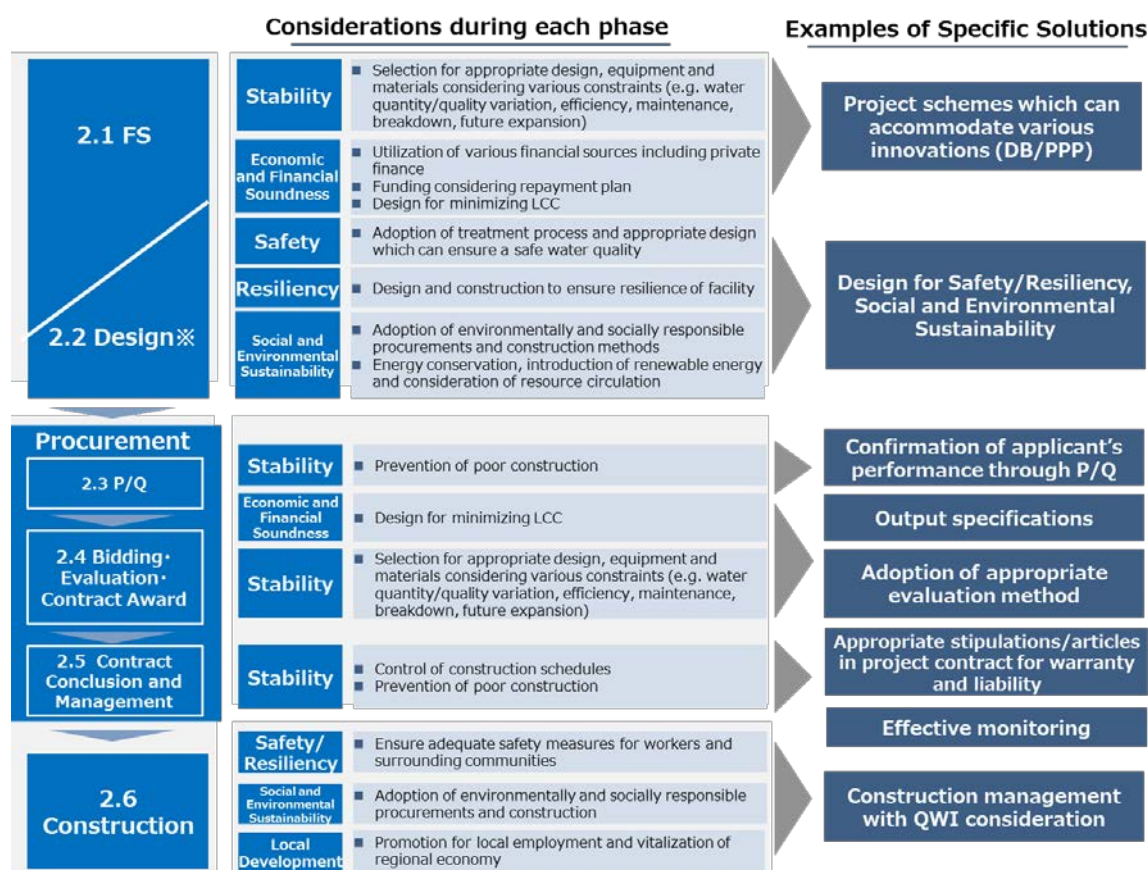 Considerations during each phase
Examples of Specific Solutions
2.1 FS
2.2 Design※
Stability
■ Selection for appropriate design, equipment and
materials considering various constraints (e.g. water
quantity/quality variation, efficiency, maintenance,
breakdown, future expansion)
Economic
and Financial
Soundness
■ Utilization of various financial sources including private
finance
■ Funding considering repayment plan
■ Design for minimizing LCC
Safety
■ Adoption of treatment process and appropriate design
which can ensure a safe water quality
Resiliency
■ Design and construction to ensure resilience of facility
Social and
Environmental
Sustainability
■ Adoption of environmentally and socially responsible
procurements and construction methods
■ Energy conservation, introduction of renewable energy
and consideration of resource circulation
Project schemes which can
accommodate various
innovations (DB/PPP)
Design for Safety/Resiliency,
Social and Environmental
Sustainability
Procurement
2.3 P/Q
2.4 Bidding・
Evaluation・
Contract Award
2.5 Contract
Conclusion and
Management
Stability
■ Prevention of poor construction
Economic and
Financial
Soundness
■ Design for minimizing LCC
Stability
■ Selection for appropriate design, equipment and
materials considering various constraints (e.g. water
quantity/quality variation, efficiency, maintenance,
breakdown, future expansion)
Stability
■ Control of construction schedules
■ Prevention of poor construction
Confirmation of applicant's
performance through P/Q
Output specifications
Adoption of appropriate
evaluation method
Appropriate stipulations/articles
in project contract for warranty
and liability
Effective monitoring
2.6
Construction
Safety/
Resiliency
■ Ensure adequate safety measures for workers and
surrounding communities
Social and
Environmental
Sustainability
■ Adoption of environmentally and socially responsible
procurements and construction
Local
Development
■ Promotion for local employment and vitalization of
regional economy
Construction management
with QWI consideration